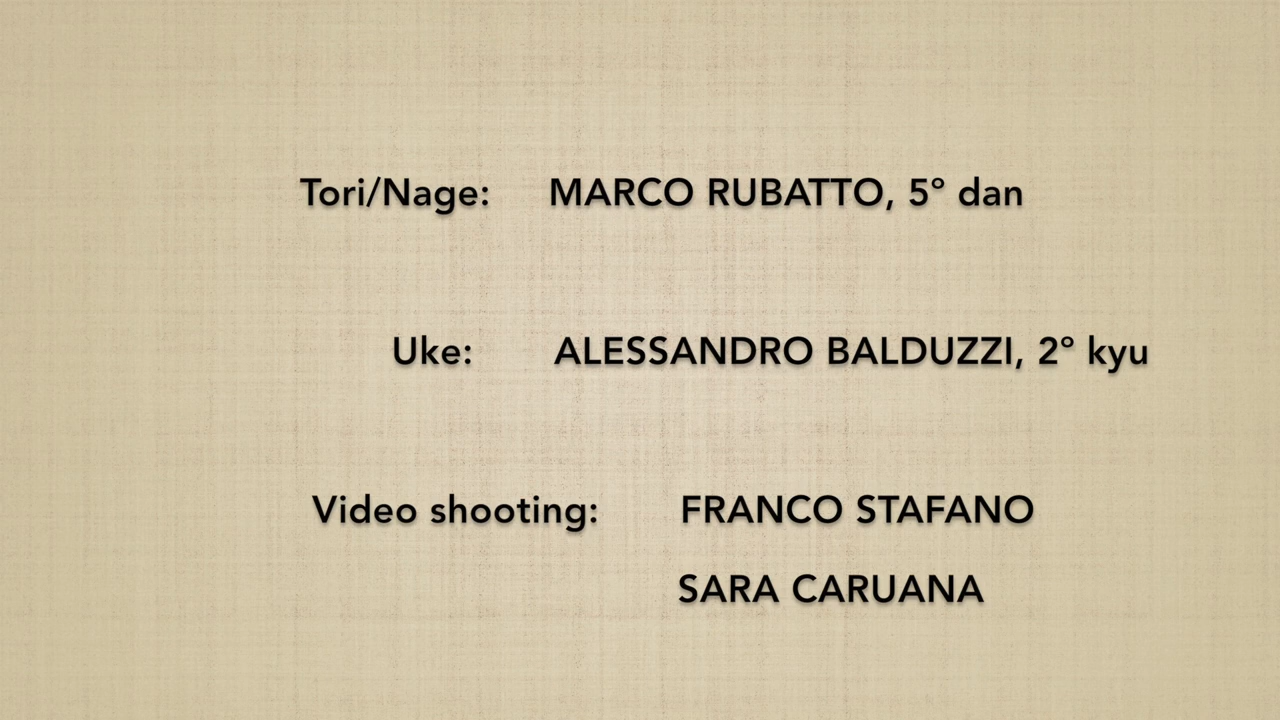 Tori/Nage: MARCO RUBATTO, 5° dan
Uke: ALESSANDRO BALDUZZI, 2° kyu
Video shooting: FRANCO STAFANO
SARA CARUANA